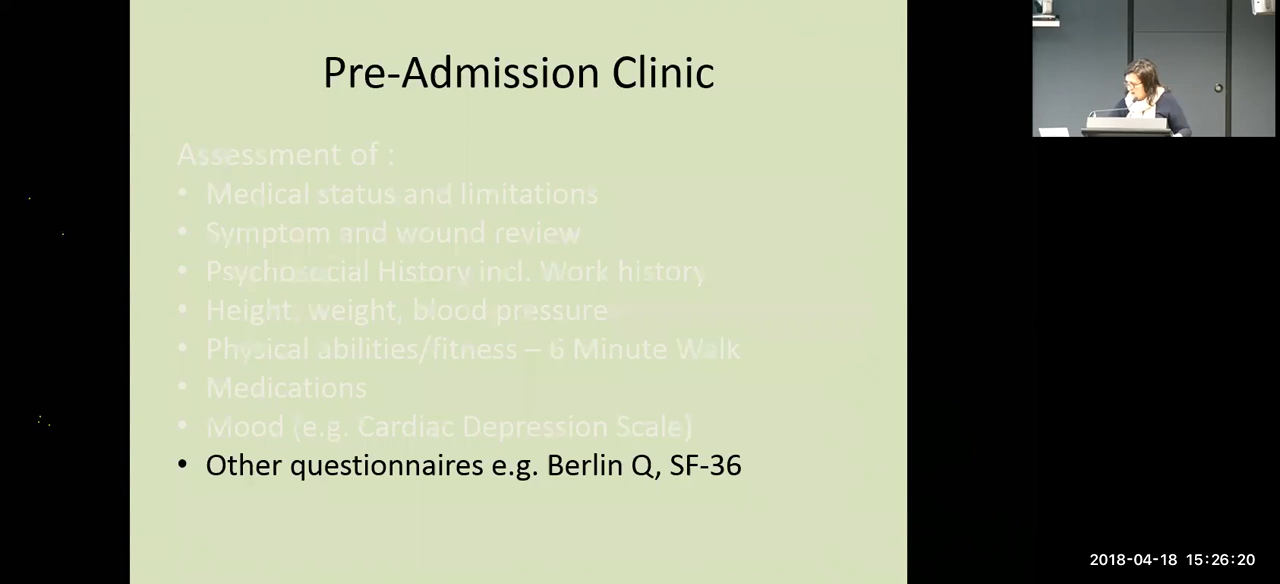 Pre-Admission Clinic
Assessment of :
• Medical status and limitations
• Symptom and wound review
• Psychosocial History incl. Work history
• Height, weight, blood pressure
• Physical abilities/fitness – 6 Minute Walk
• Medications
• Mood (e.g. Cardiac Depression Scale)
• Other questionnaires e.g. Berlin Q, SF-36
2018-04-18 15:26:20